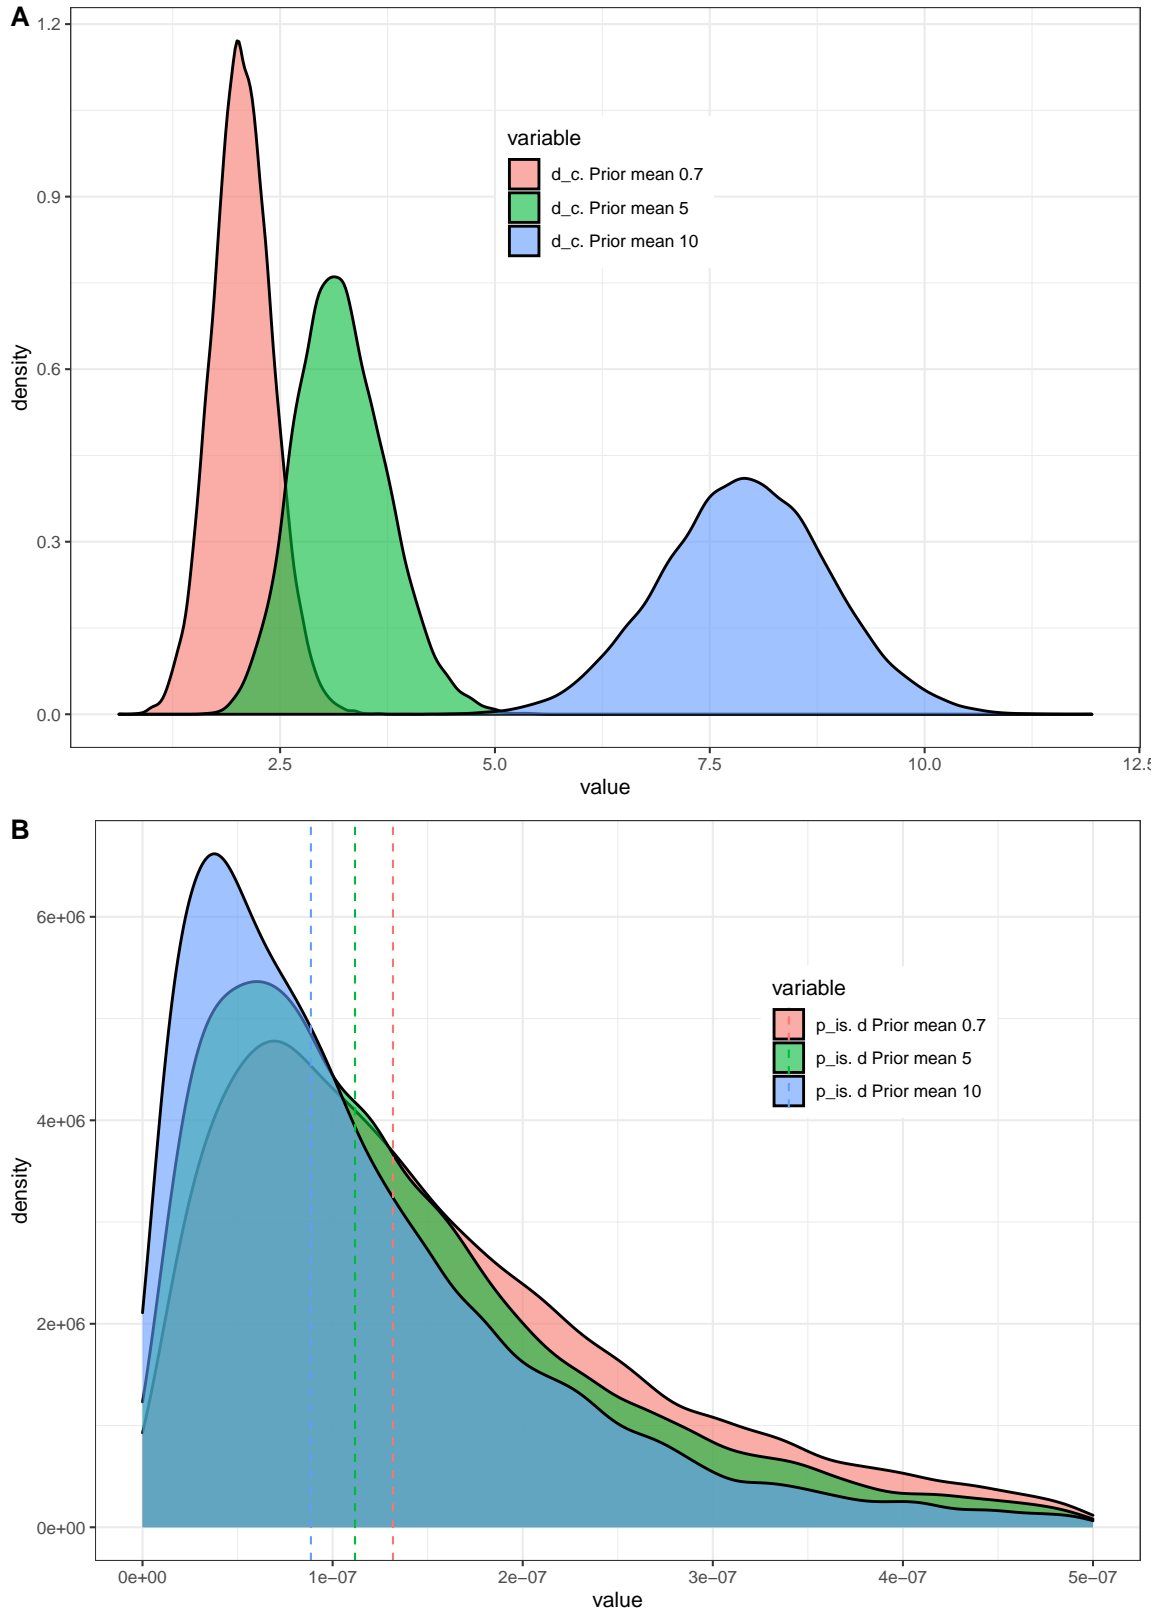 A
1.2
0.9
0.6
0.3
0.0
density
variable
d_c. Prior mean 0.7
d_c. Prior mean 5
d_c. Prior mean 10
2.5 5.0 7.5 10.0 12.5
value
B
6e+06
4e+06
2e+06
0e+00
density
variable
p_is. d Prior mean 0.7
p_is. d Prior mean 5
p_is. d Prior mean 10
0e+00 1e−07 2e−07 3e−07 4e−07 5e−07
value